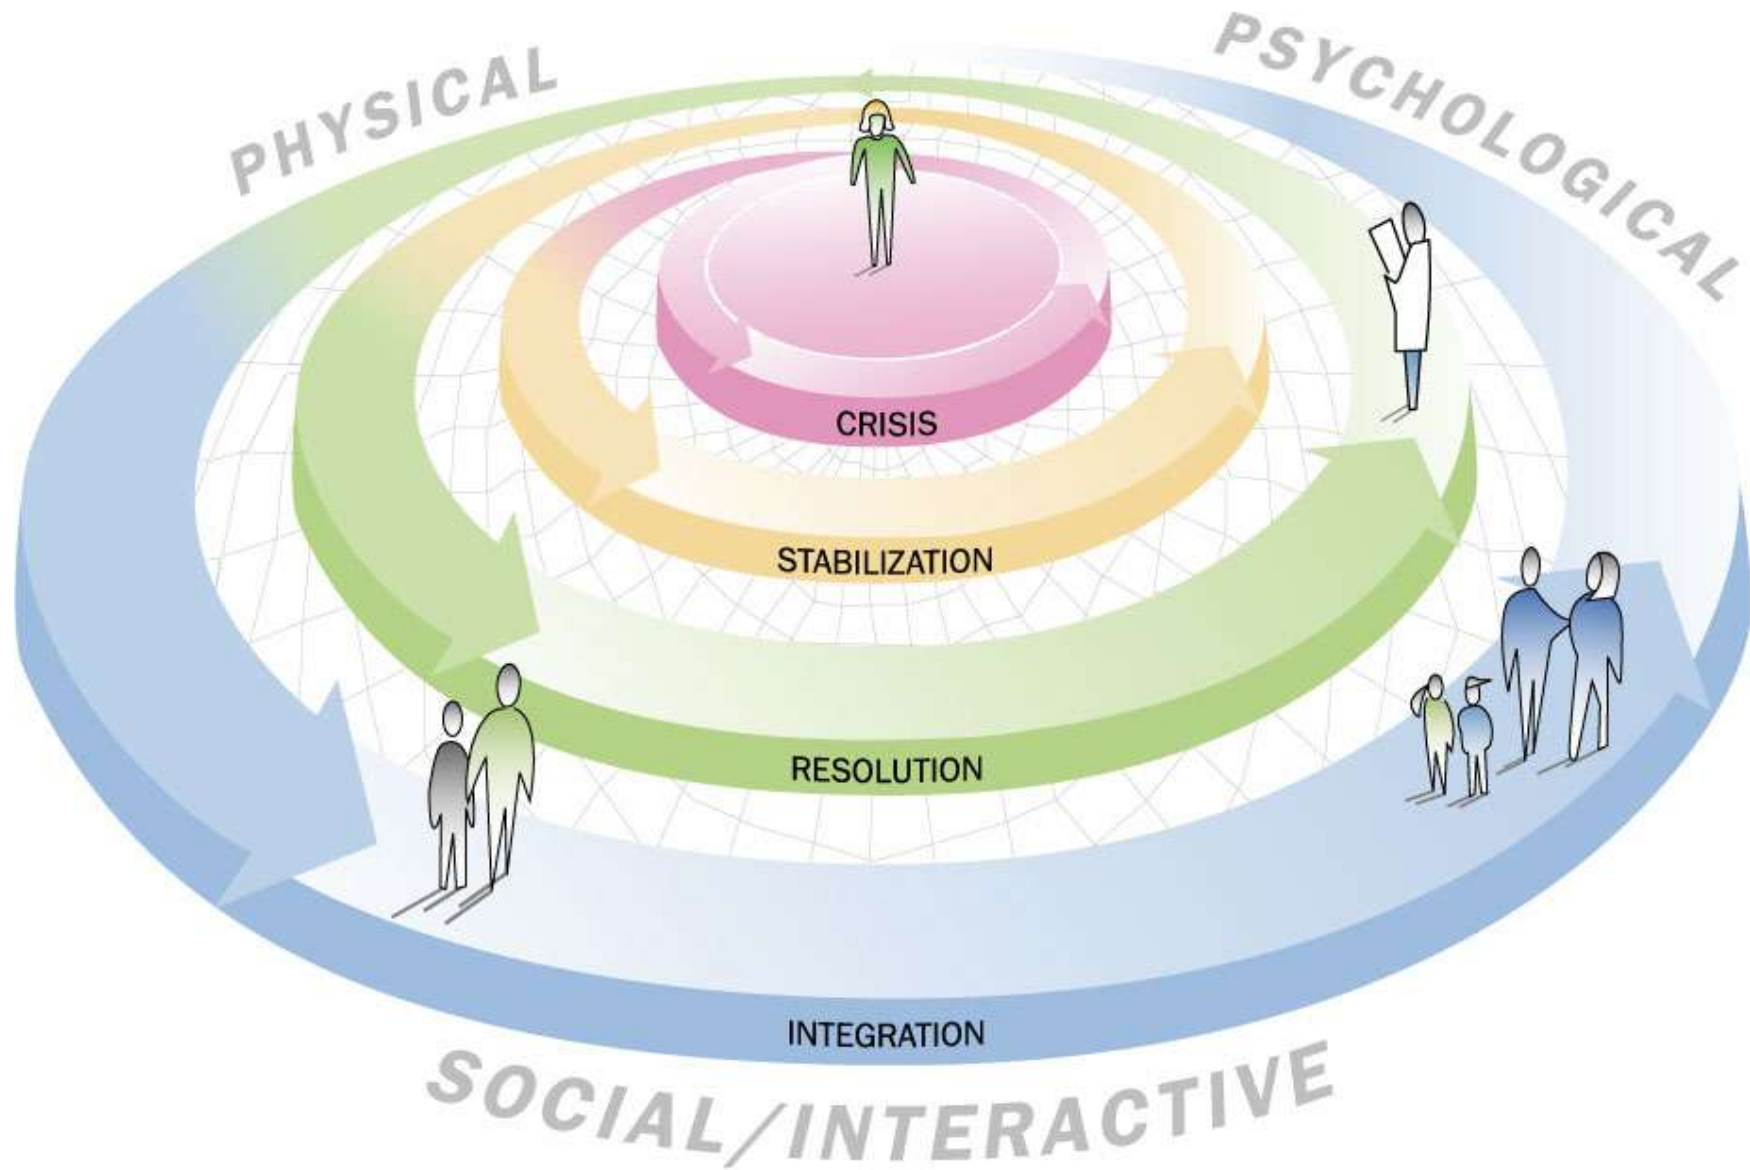 PHYSICAL
PSYCHOLOGICAL
CRISIS
STABILIZATION
RESOLUTION
INTEGRATION
SOCIAL/INTERACTIVE